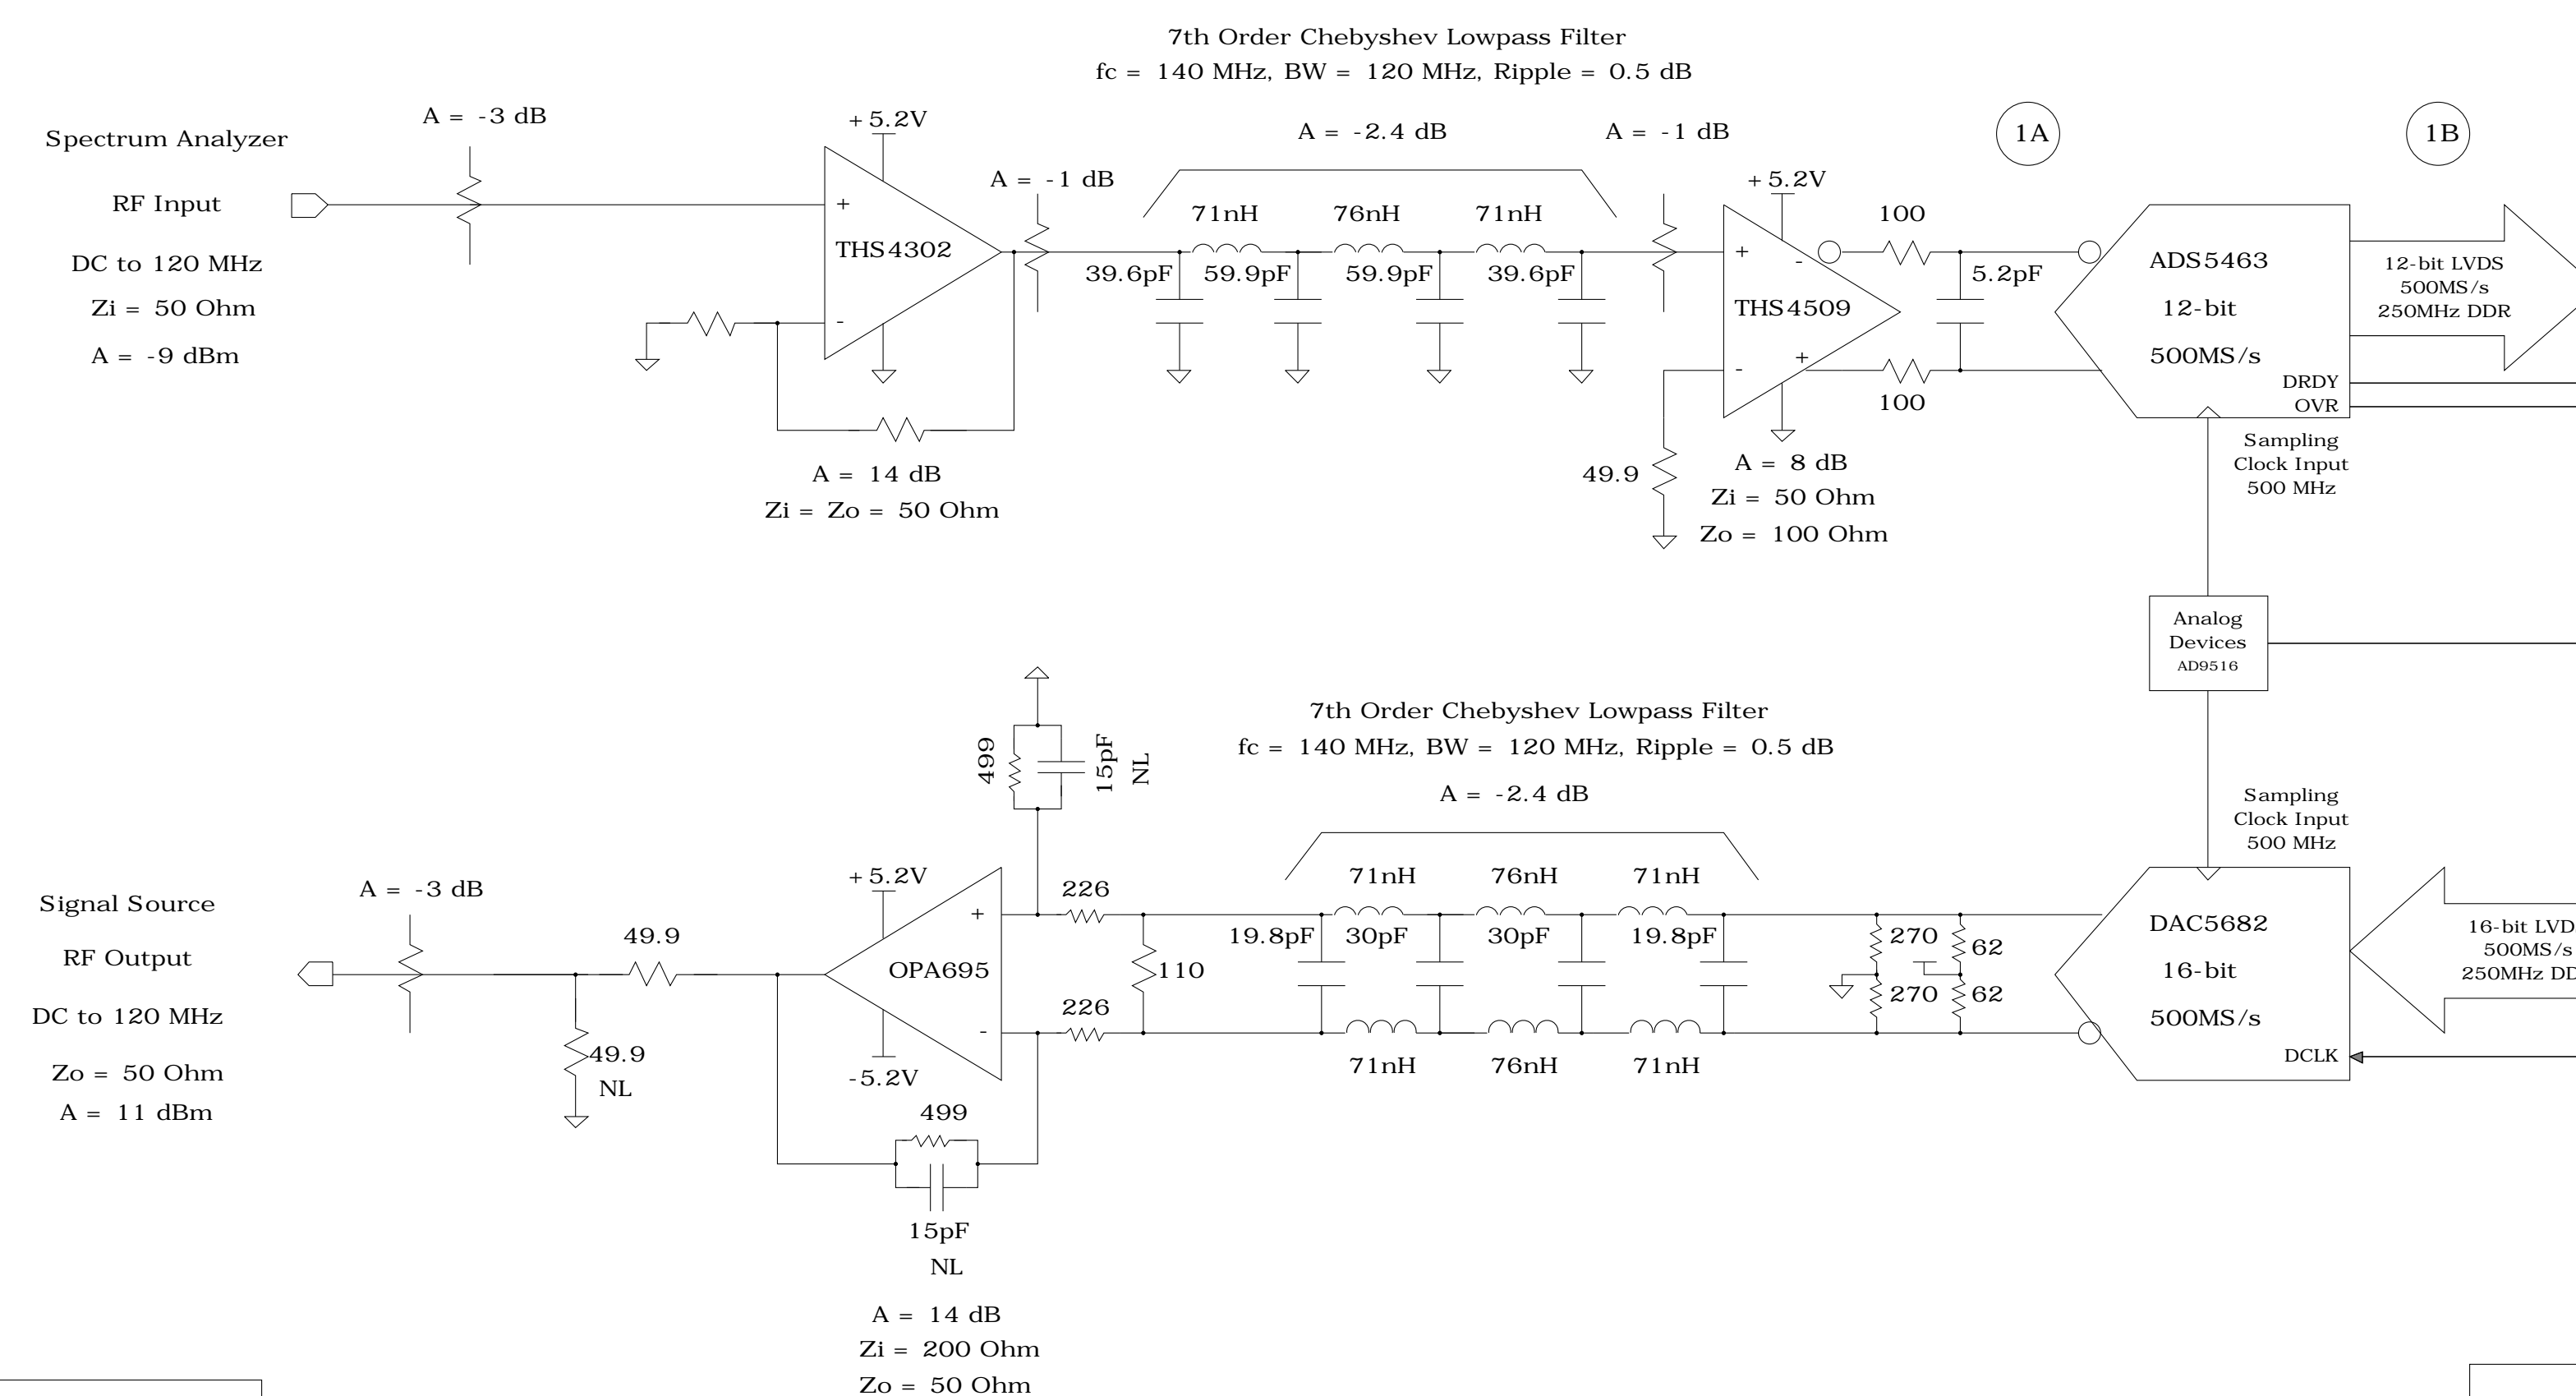 7th Order Chebyshev Lowpass Filter
fc = 140 MHz, BW = 120 MHz, Ripple = 0.5 dB
Spectrum Analyzer
RF Input
DC to 120 MHz
Zi = 50 Ohm
A = -9 dBm
A = -3 dB
+5.2V
+
THS4302
-
A = 14 dB
Zi = Zo = 50 Ohm
A = -1 dB
A = -2.4 dB
71nH
76nH
71nH
39.6pF
59.9pF
59.9pF
39.6pF
A = -1 dB
+5.2V
+
-
THS4509
+
-
49.9
A = 8 dB
Zi = 50 Ohm
Zo = 100 Ohm
100
100
5.2pF
1A
1B
ADS5463
12-bit
500MS/s
DRDY
OVR
12-bit LVDS
500MS/s
250MHz DDR
Sampling
Clock Input
500 MHz
Analog
Devices
AD9516
Sampling
Clock Input
500 MHz
7th Order Chebyshev Lowpass Filter
fc = 140 MHz, BW = 120 MHz, Ripple = 0.5 dB
A = -2.4 dB
Signal Source
RF Output
DC to 120 MHz
Zo = 50 Ohm
A = 11 dBm
A = -3 dB
49.9
49.9
NL
+5.2V
+
OPA695
-
-5.2V
499
15pF
NL
499
15pF
NL
A = 14 dB
Zi = 200 Ohm
Zo = 50 Ohm
226
226
110
71nH
76nH
71nH
19.8pF
30pF
30pF
19.8pF
71nH
76nH
71nH
270
62
270
62
DAC5682
16-bit
500MS/s
DCLK
16-bit LVD
500MS/s
250MHz DD